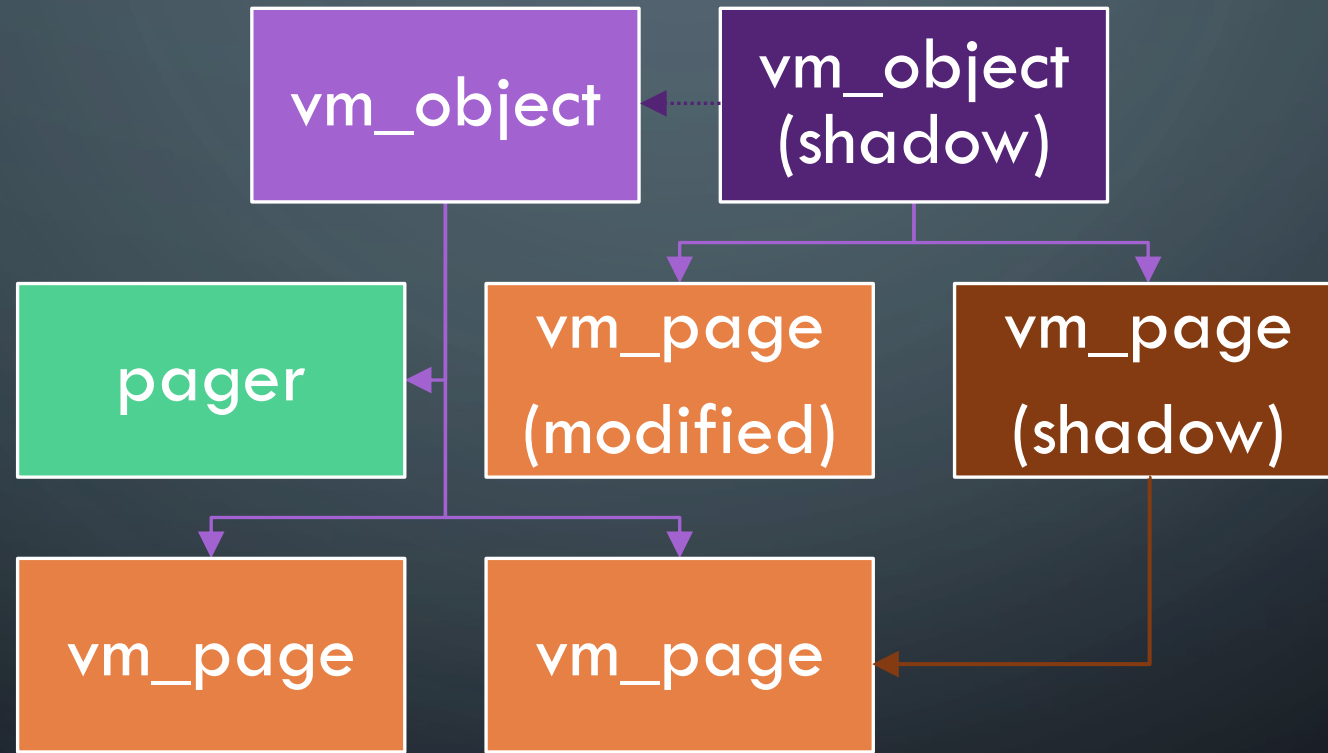 vm_object
vm_object
(shadow)
pager
vm_page
(modified)
vm_page
(shadow)
vm_page
vm_page